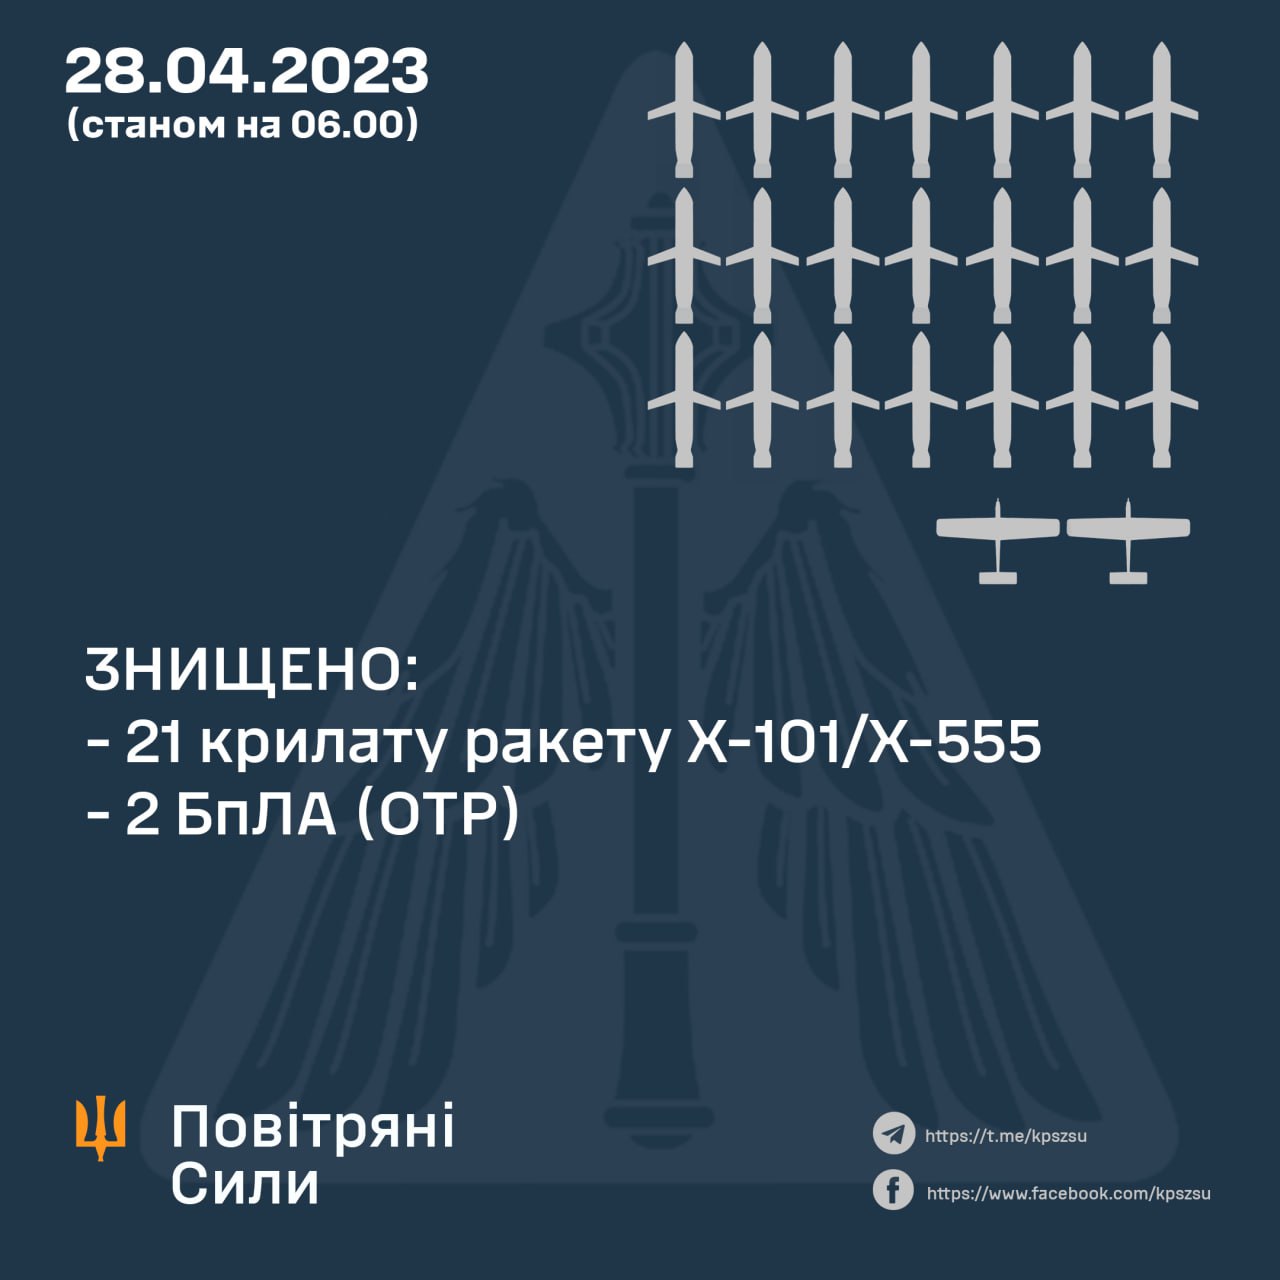 28.04.2023
(станом на 06.00)
ЗНИЩЕНО:
- 21 крилату ракету Х-101/Х-555
- 2 БпЛА (ОТР)
Повітряні
Сили
https://t.me/kpszsu
https://www.facebook.com/kpszsu